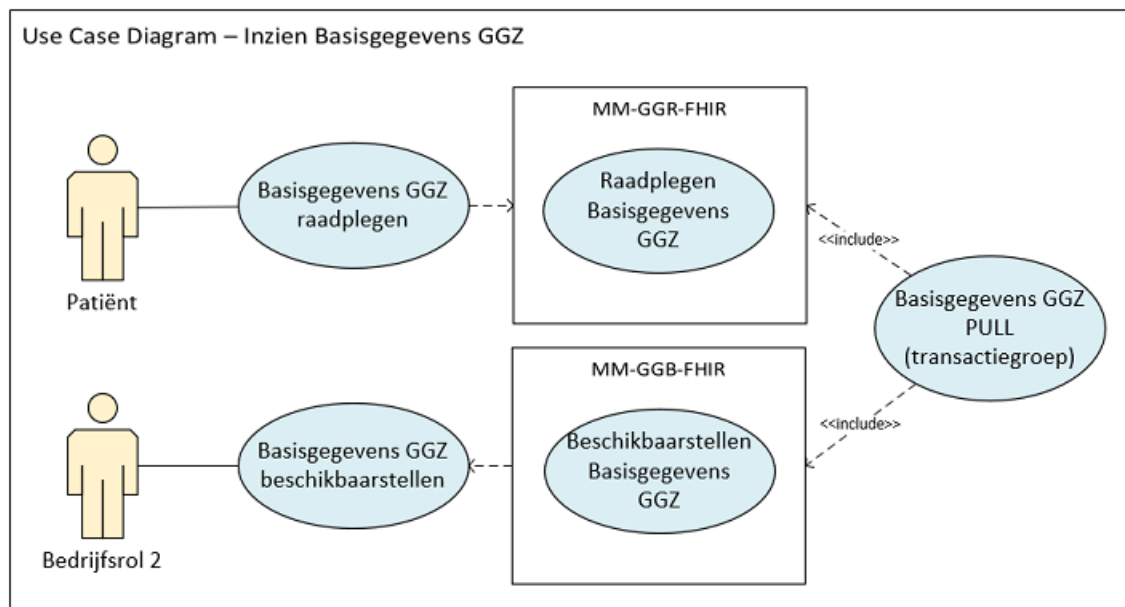 Use Case Diagram – Inzien Basisgegevens GGZ
MM-GGR-FHIR
Basisgegevens GGZ
raadplegen
Raadplegen
Basisgegevens
GGZ
<<include>>
Patiënt
Basisgegevens GGZ
PULL
(transactiegroep)
MM-GGB-FHIR
<<include>>
Basisgegevens GGZ
beschikbaarstellen
Beschikbaarstellen
Basisgegevens
GGZ
Bedrijfsrol 2